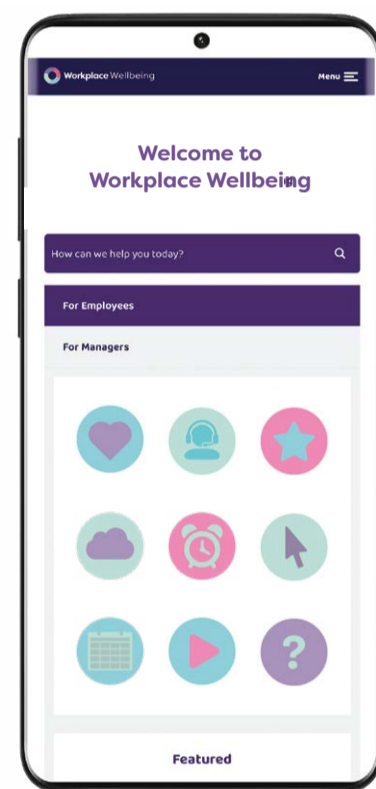 Workplace Wellbeing
Menu
Welcome to
Workplace Wellbeing
How can we help you today?
For Employees
For Managers
?
Featured